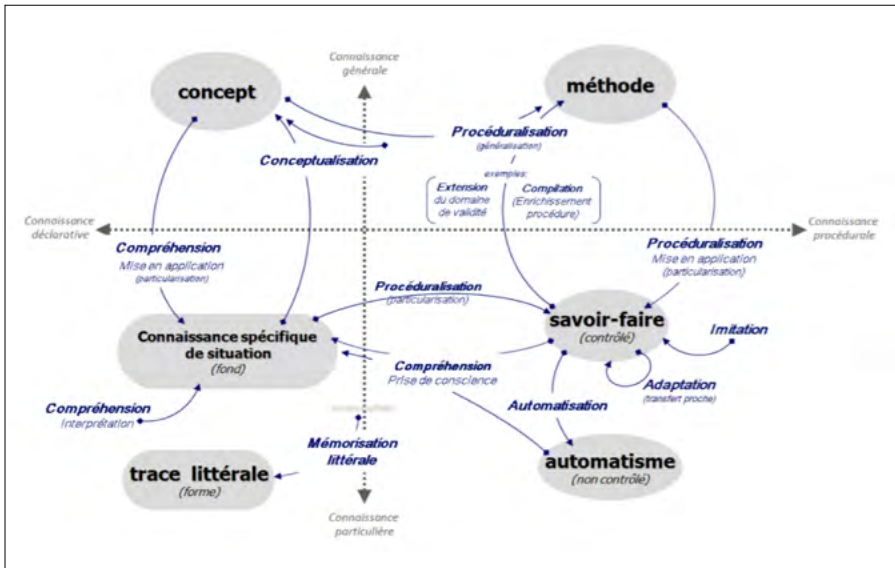 Connaissance
générale
concept
méthode
Procéduralisation
(généralisation)
Conceptualisation
exemples:
Extension
du domaine
de validité
Compilation
(Enrichissement
procédure)
Connaissance
déclarative
Connaissance
procédurale
Compréhension
Mise en application
(particularisation)
Procéduralisation
Mise en application
(particularisation)
Procéduralisation
(particularisation)
Connaissance spécifique
de situation
(fond)
savoir-faire
(contrôlé)
Imitation
Compréhension
Prise de conscience
Adaptation
(transfert proche)
Compréhension
Interprétation
Automatisation
Mémorisation
littérale
trace littérale
(forme)
automatisme
(non contrôlé)
Connaissance
particulière